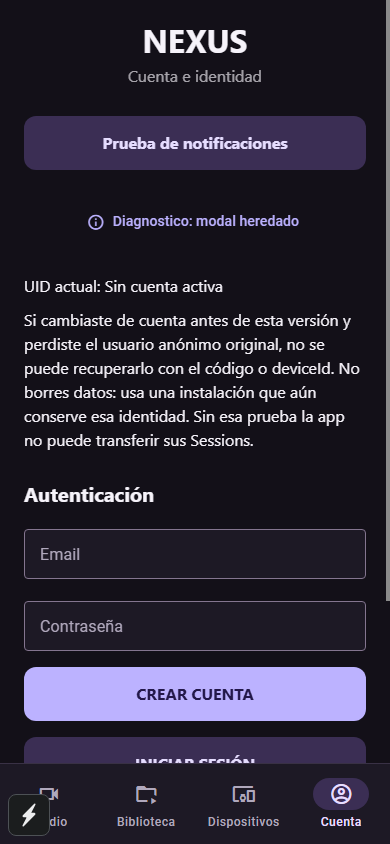 NEXUS
Cuenta e identidad
Prueba de notificaciones
Diagnostico: modal heredado
UID actual: Sin cuenta activa
Si cambiaste de cuenta antes de esta versión y
perdiste el usuario anónimo original, no se
puede recuperarlo con el código o deviceId. No
borres datos: usa una instalación que aún
conserve esa identidad. Sin esa prueba la app
no puede transferir sus Sessions.
Autenticación
Email
Contraseña
CREAR CUENTA
INICIAR SESIÓN
Biblioteca
Dispositivos
Cuenta